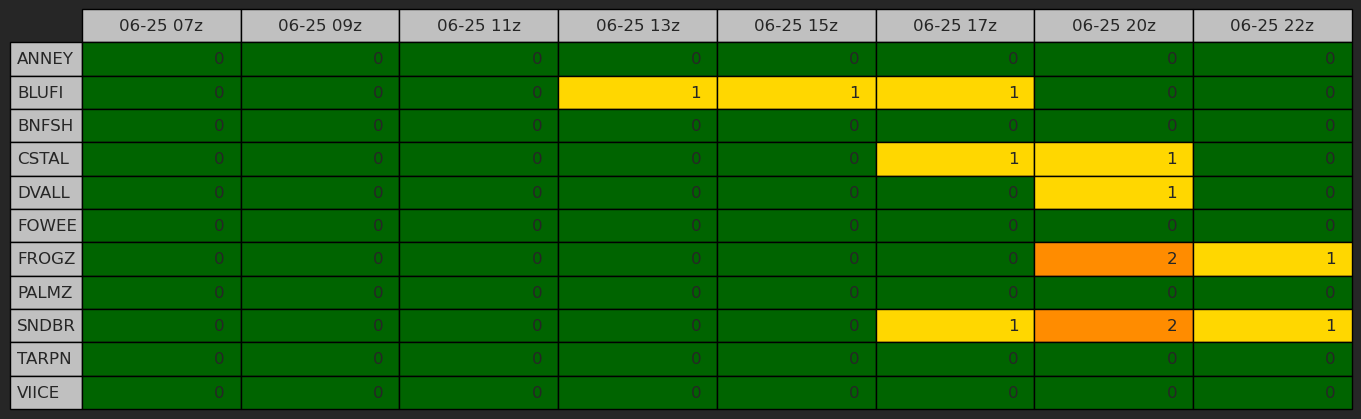 06-25 07z 06-25 09z 06-25 11z 06-25 13z 06-25 15z 06-25 17z 06-25 20z 06-25 22z
ANNEY 0 0 0 0 0 0 0 0
BLUFI 0 0 0 1 1 1 0 0
BNFSH 0 0 0 0 0 0 0 0
CSTAL 0 0 0 0 0 1 1 0
DVALL 0 0 0 0 0 0 1 0
FOWEE 0 0 0 0 0 0 0 0
FROGZ 0 0 0 0 0 0 2 1
PALMZ 0 0 0 0 0 0 0 0
SNDBR 0 0 0 0 0 1 2 1
TARPN 0 0 0 0 0 0 0 0
VIICE 0 0 0 0 0 0 0 0